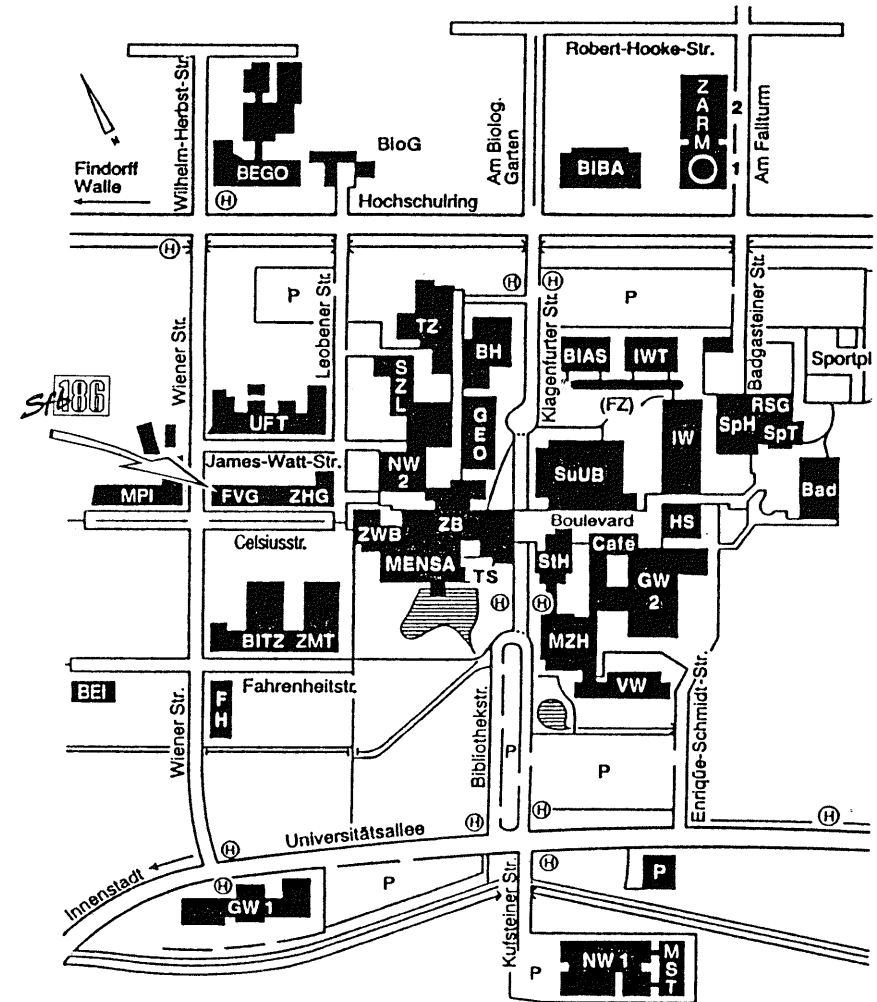 Robert-Hooke-Str.
Wilhelm-Herbst-Str.
Am Biolog.
Garten
ZARM
2
1
Am Fallturm
BioG
BEGO
BIBA
Findorff
Walle
H
Hochschulring
H
H
H
P
P
Wiener Str.
Leobener Str.
TZ
BH
Klagenfurter Str.
BIAS
IWT
Badgasteiner Str.
Sportpl
SZL
Sfb 186
(FZ)
GEO
IW
SpH
RSG
SpT
UFT
James-Watt-Str.
NW
2
SuUB
MPI
FVG
ZHG
Bad
ZB
Boulevard
HS
Celsiusstr.
ZWB
Café
MENSA
TS
StH
GW
2
H
H
BITZ
ZMT
MZH
BEI
FH
Fahrenheitstr.
VW
Wiener Str.
Bibliothekstr.
P
P
Enriqüe-Schmidt-Str.
Universitätsallee
H
H
H
H
H
H
Innenstadt
P
P
GW 1
Kufsteiner Str.
P
NW 1
MST